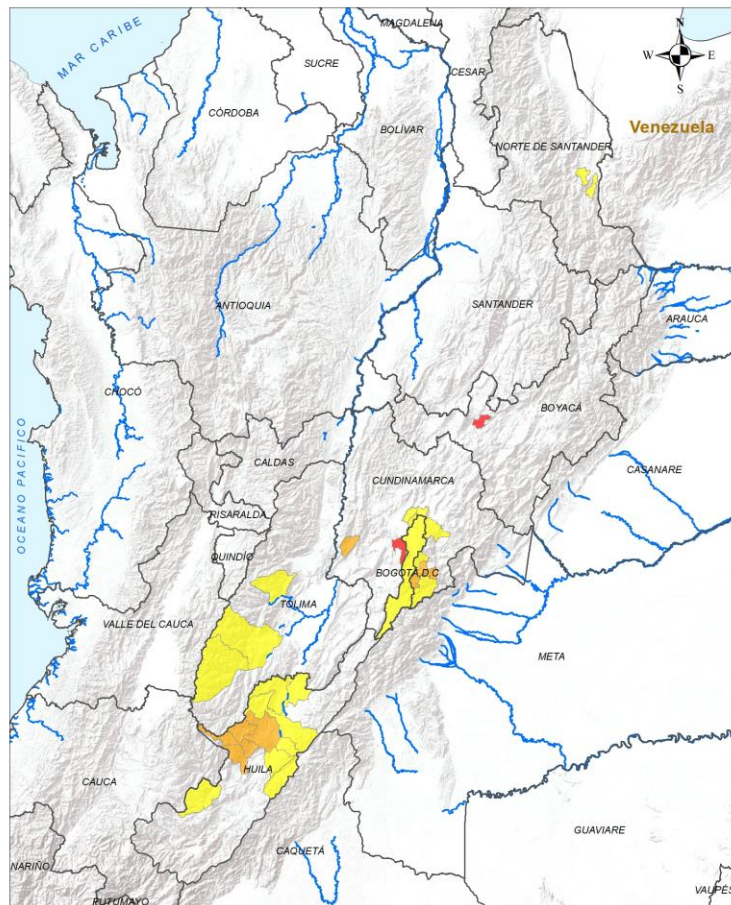 MAGDALENA
N
MAR CARIBE
SUCRE
W
E
CESAR
S
CÓRDOBA
BOLÍVAR
Venezuela
NORTE DE SANTANDER
ANTIOQUIA
SANTANDER
ARAUCA
CHOCÓ
BOYACÁ
OCEANO PACIFICO
CALDAS
CASANARE
CUNDINAMARCA
RISARALDA
QUINDÍO
BOGOTÁ, D.C
TOLIMA
VALLE DEL CAUCA
META
HUILA
CAUCA
GUAVIARE
CAQUETÁ
NARIÑO
PUTUMAYO
VAUPÉS